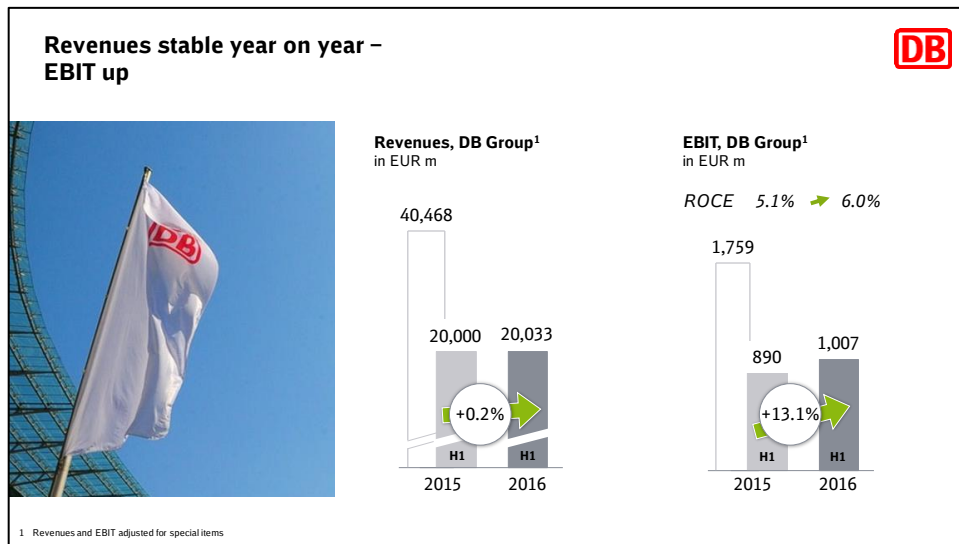 Revenues stable year on year –
EBIT up
DB
DB
Revenues, DB Group¹
in EUR m
40,468
20,000
20,033
+0.2%
H1
H1
2015
2016
EBIT, DB Group¹
in EUR m
ROCE 5.1% 6.0%
1,759
890
1,007
+13.1%
H1
H1
2015
2016
1 Revenues and EBIT adjusted for special items